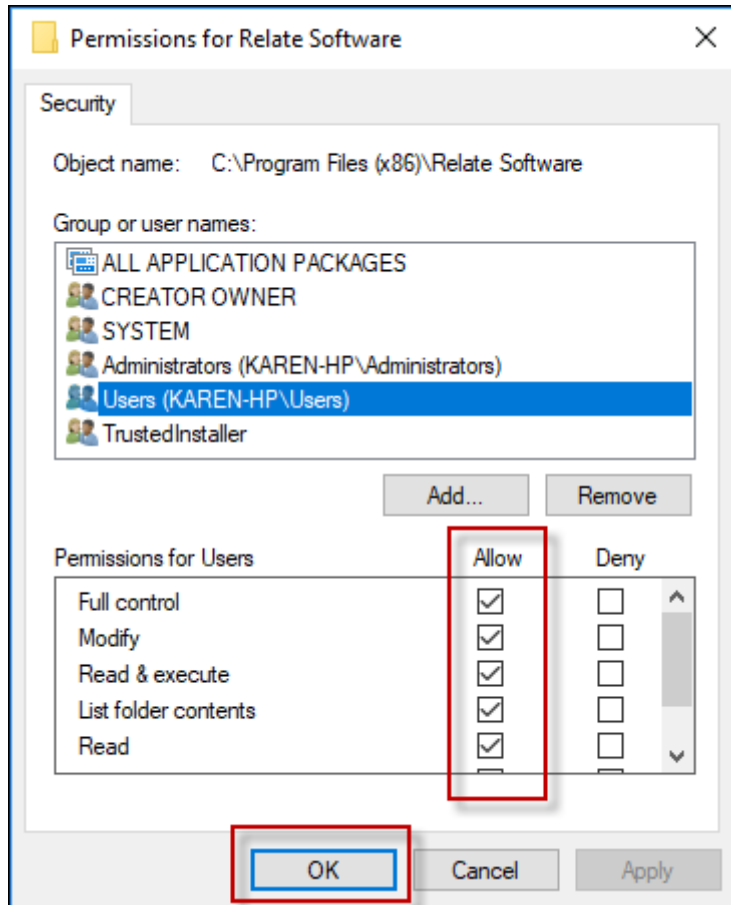 Permissions for Relate Software
Security
Object name: C:\Program Files (x86)\Relate Software
Group or user names:
ALL APPLICATION PACKAGES
CREATOR OWNER
SYSTEM
Administrators (KAREN-HP\Administrators)
Users (KAREN-HP\Users)
TrustedInstaller
Add... Remove
Permissions for Users Allow Deny
Full control
Modify
Read & execute
List folder contents
Read
OK Cancel Apply